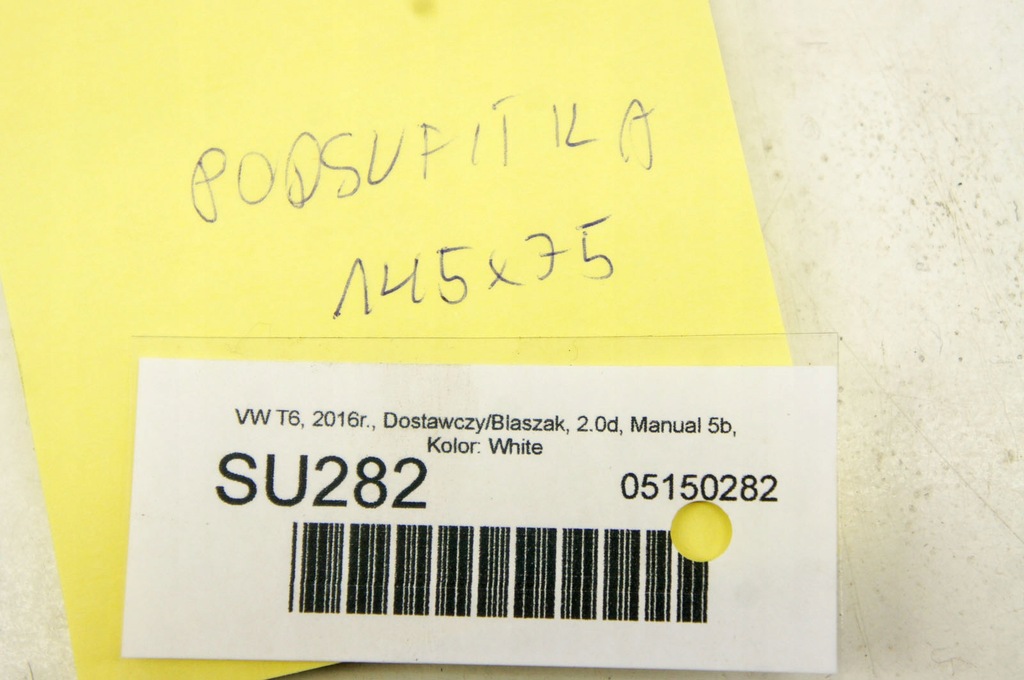 PODSUFITKA
145x75
VW T6, 2016r., Dostawczy/Blaszak, 2.0d, Manual 5b,
Kolor: White
SU282 05150282